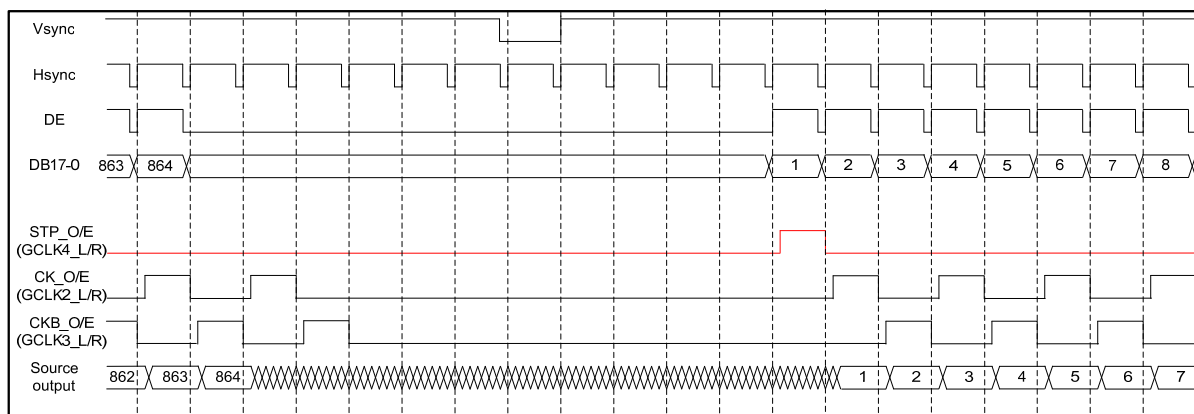 Vsync
Hsync
DE
DB17-0 863 864 1 2 3 4 5 6 7 8
STP_O/E
(GCLK4_L/R)
CK_O/E
(GCLK2_L/R)
CKB_O/E
(GCLK3_L/R)
Source
output 862 863 864 1 2 3 4 5 6 7